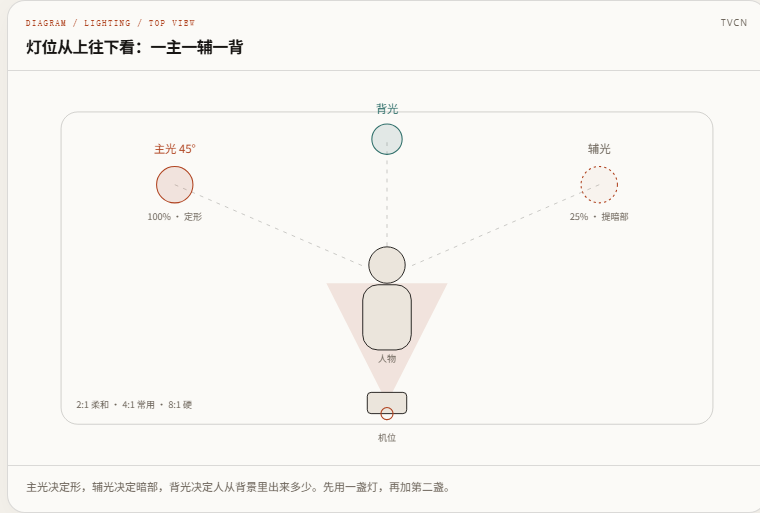 DIAGRAM / LIGHTING / TOP VIEW
TVCN
灯位从上往下看：一主一辅一背
背光
主光 45°
辅光
100% · 定形
25% · 提暗部
人物
2:1 柔和 · 4:1 常用 · 8:1 硬
机位
主光决定形，辅光决定暗部，背光决定人从背景里出来多少。先用一盏灯，再加第二盏。